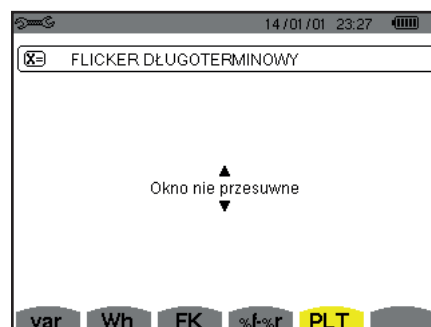 14/01/01 23:27
X= FLICKER DŁUGOTERMINOWY
Okno nie przesuwne
var Wh FK %f-%r PLT